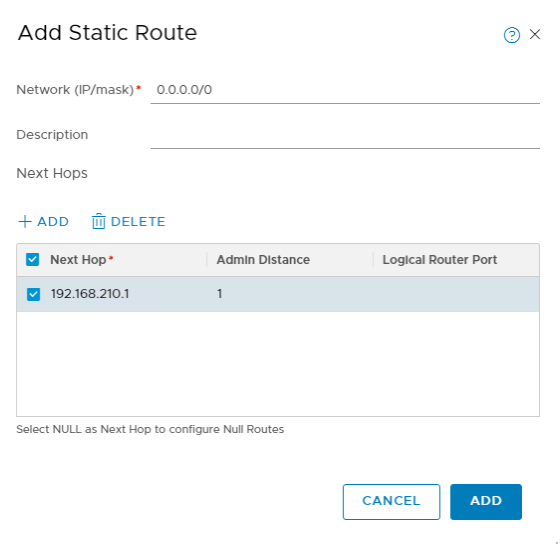 Add Static Route
Network (IP/mask)* 0.0.0.0/0
Description
Next Hops
+ ADD DELETE
Next Hop* Admin Distance Logical Router Port
192.168.210.1 1
Select NULL as Next Hop to configure Null Routes
CANCEL ADD